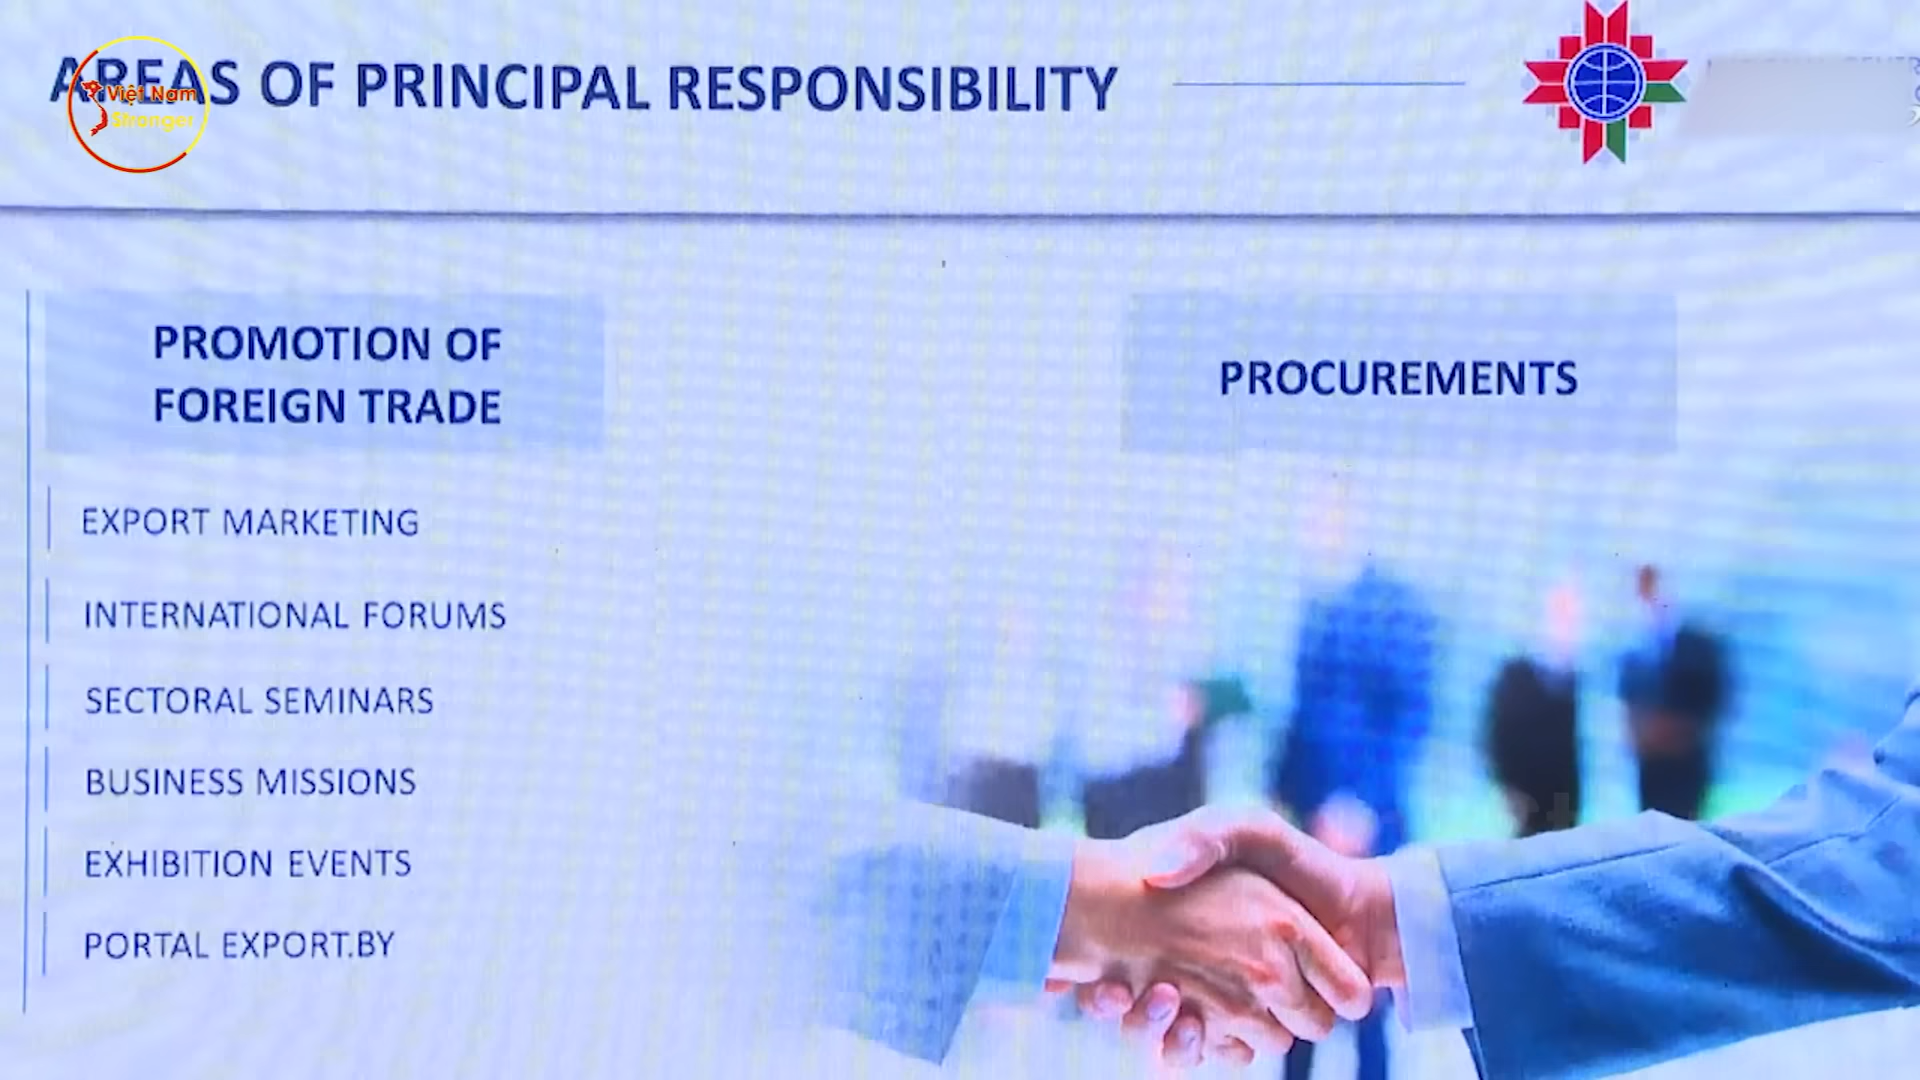 AREAS OF PRINCIPAL RESPONSIBILITY
Việt Nam
Stronger
PROMOTION OF
FOREIGN TRADE
PROCUREMENTS
EXPORT MARKETING
INTERNATIONAL FORUMS
SECTORAL SEMINARS
BUSINESS MISSIONS
EXHIBITION EVENTS
PORTAL EXPORT.BY